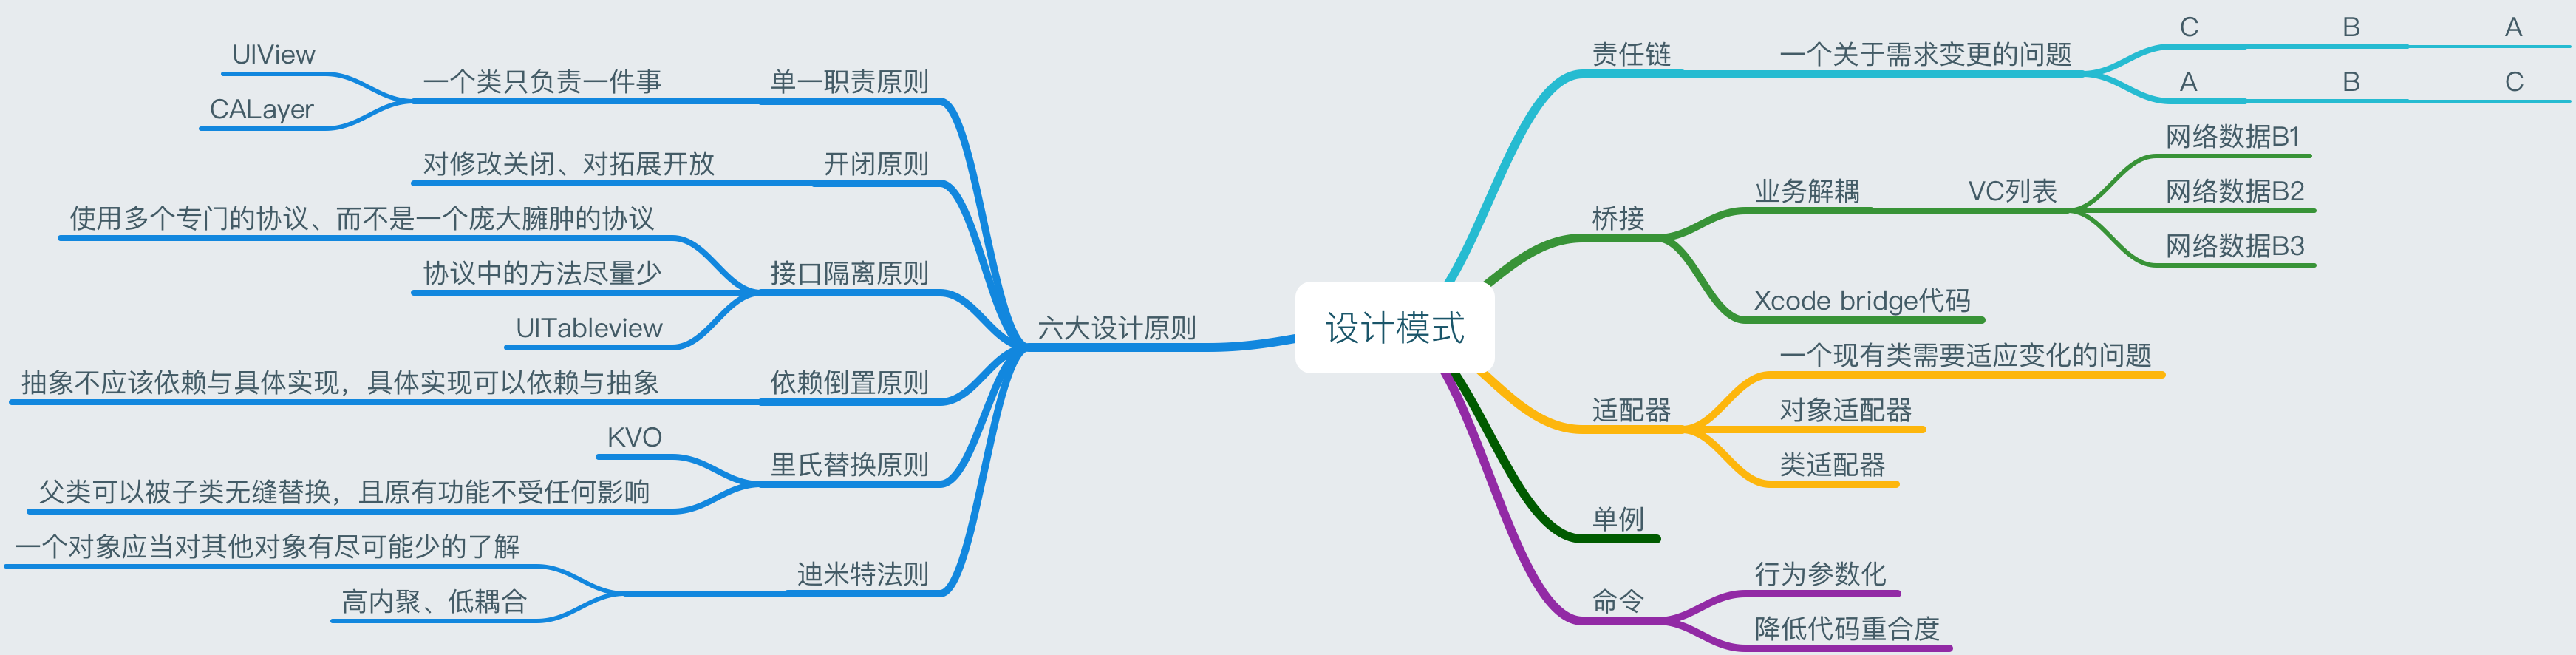 设计模式
六大设计原则
单一职责原则
一个类只负责一件事
UIView
CALayer
开闭原则
对修改关闭、对拓展开放
接口隔离原则
使用多个专门的协议、而不是一个庞大臃肿的协议
协议中的方法尽量少
UITableview
依赖倒置原则
抽象不应该依赖与具体实现，具体实现可以依赖与抽象
里氏替换原则
KVO
父类可以被子类无缝替换，且原有功能不受任何影响
迪米特法则
一个对象应当对其他对象有尽可能少的了解
高内聚、低耦合
责任链
一个关于需求变更的问题
C
B
A
A
B
C
桥接
业务解耦
VC列表
网络数据B1
网络数据B2
网络数据B3
Xcode bridge代码
适配器
一个现有类需要适应变化的问题
对象适配器
类适配器
单例
命令
行为参数化
降低代码重合度